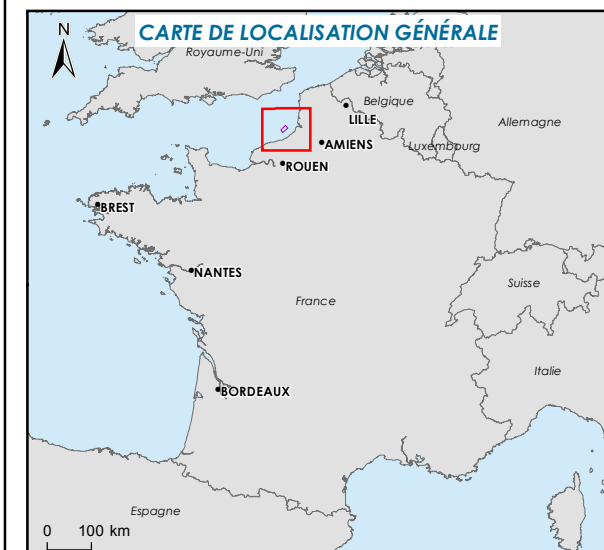 CARTE DE LOCALISATION GÉNÉRALE
N
Royaume-Uni
Belgique
LILLE
Allemagne
AMIENS
Luxembourg
ROUEN
BREST
NANTES
Suisse
France
Italie
BORDEAUX
Espagne
0 100 km